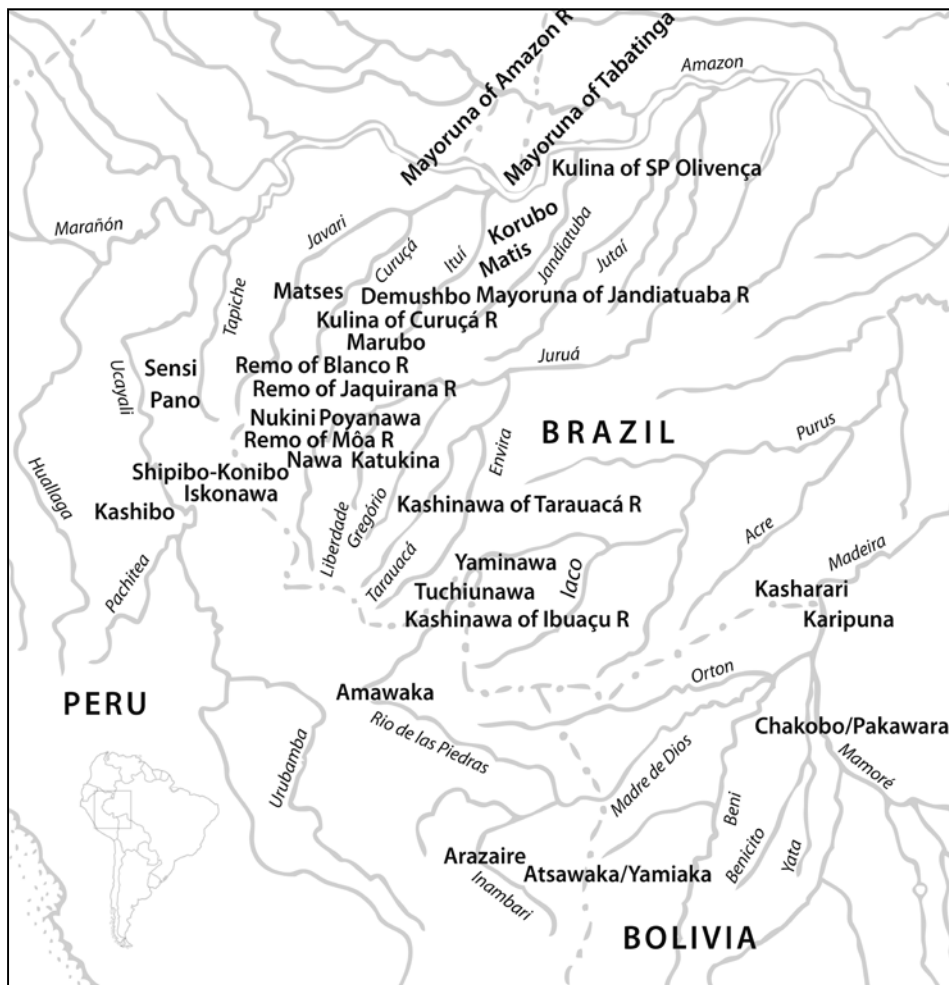 Mayoruna of Amazon R
Mayoruna of Tabatinga
Amazon
Kulina of SP Olivença
Marañón
Javari
Korubo
Curuçá
Ituí
Matis
Jandiatuba
Jutaí
Tapiche
Matses
Demushbo
Mayoruna of Jandiatuaba R
Kulina of Curuçá R
Marubo
Juruá
Ucayali
Sensi
Remo of Blanco R
Pano
Remo of Jaquirana R
Nukini
Poyanawa
BRAZIL
Purus
Remo of Môa R
Envira
Nawa
Katukina
Huallaga
Shipibo-Konibo
Iskonawa
Kashibo
Kashinawa of Tarauacá R
Liberdade
Gregório
Acre
Madeira
Pachitea
Tarauacá
Yaminawa
Iaco
Tuchiunawa
Kasharari
Kashinawa of Ibuaçu R
Karipuna
Orton
PERU
Amawaka
Rio de las Piedras
Chakobo/Pakawara
Urubamba
Madre de Dios
Mamoré
Beni
Benicito
Yata
Arazaire
Inambari
Atsawaka/Yamiaka
BOLIVIA